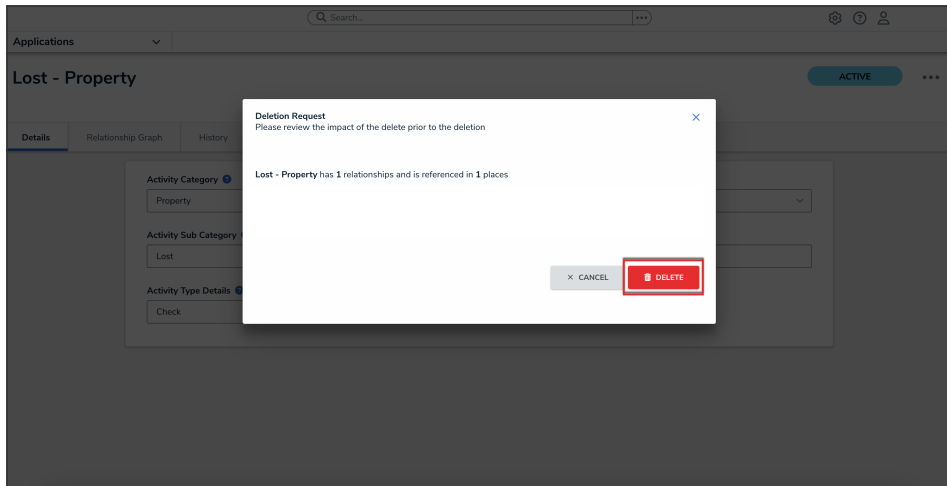 Search...
Applications
Lost - Property
ACTIVE
Details
Relationship Graph
History
Deletion Request
Please review the impact of the delete prior to the deletion
Lost - Property has 1 relationships and is referenced in 1 places
CANCEL
DELETE
Activity Category
Property
Activity Sub Category
Lost
Activity Type Details
Check